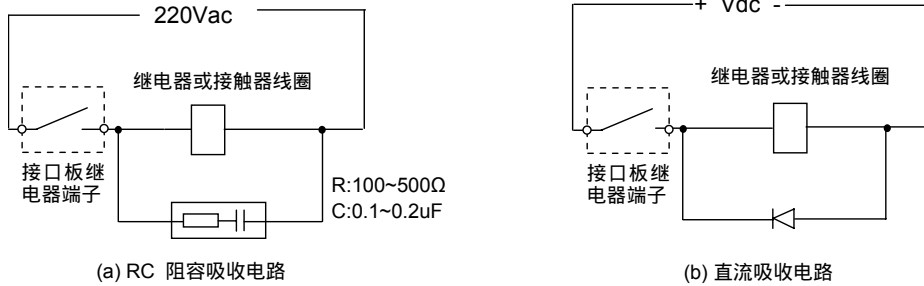 220Vac
继电器或接触器线圈
接口板继
电器端子
R:100~500Ω
C:0.1~0.2uF
(a) RC 阻容吸收电路
+ Vdc -
继电器或接触器线圈
接口板继
电器端子
(b) 直流吸收电路